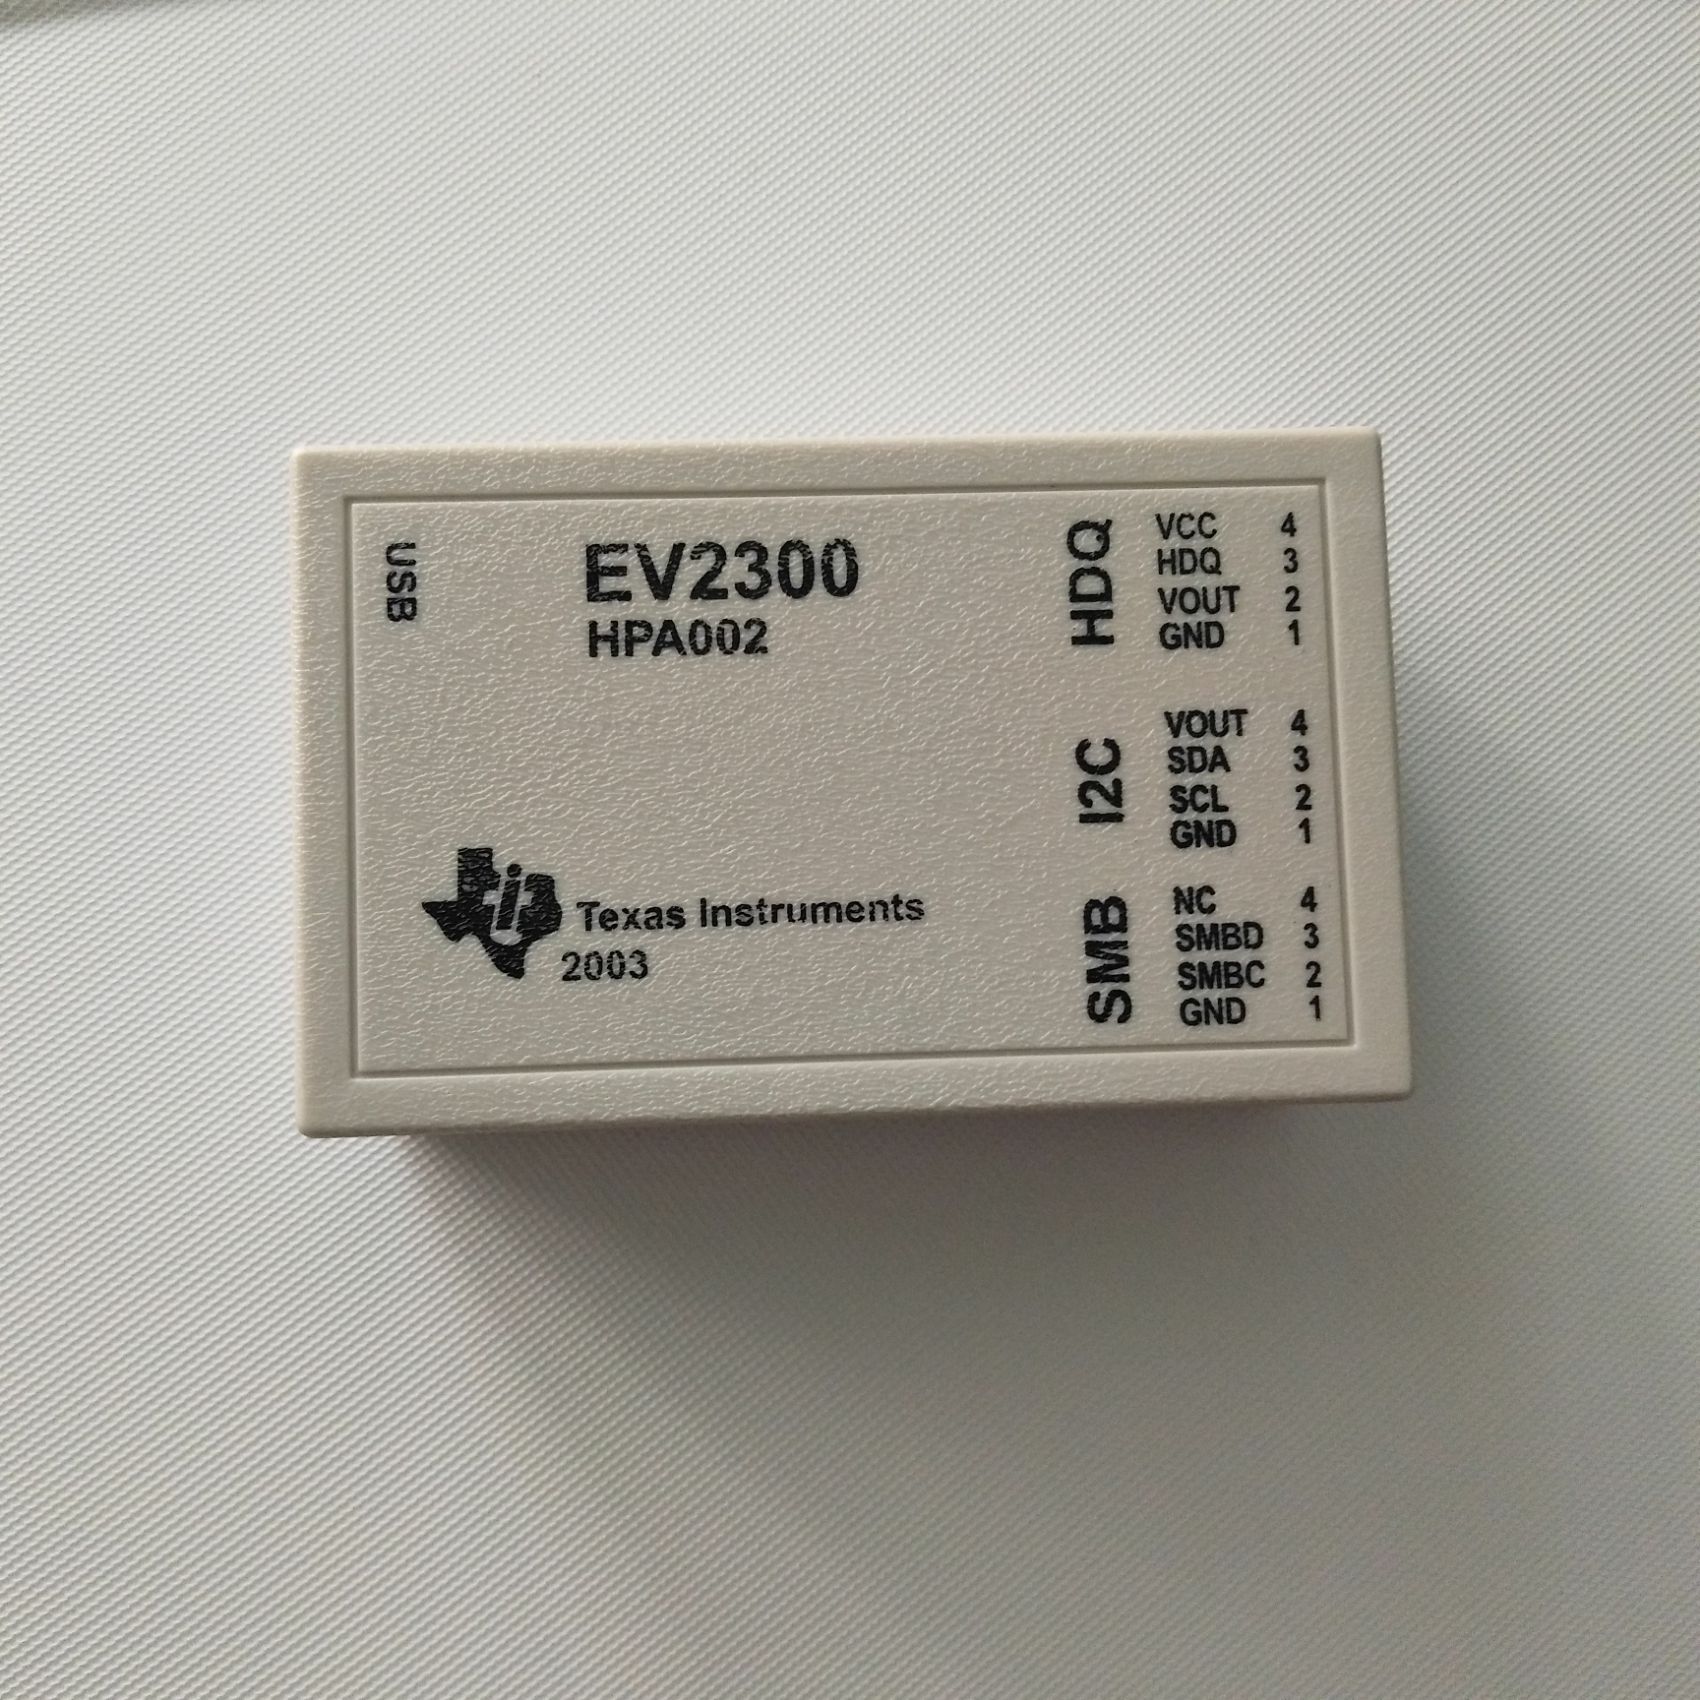 USB
EV2300
HPA002
ti Texas Instruments
2003
HDQ
VCC 4
HDQ 3
VOUT 2
GND 1
I2C
VOUT 4
SDA 3
SCL 2
GND 1
SMB
NC 4
SMBD 3
SMBC 2
GND 1